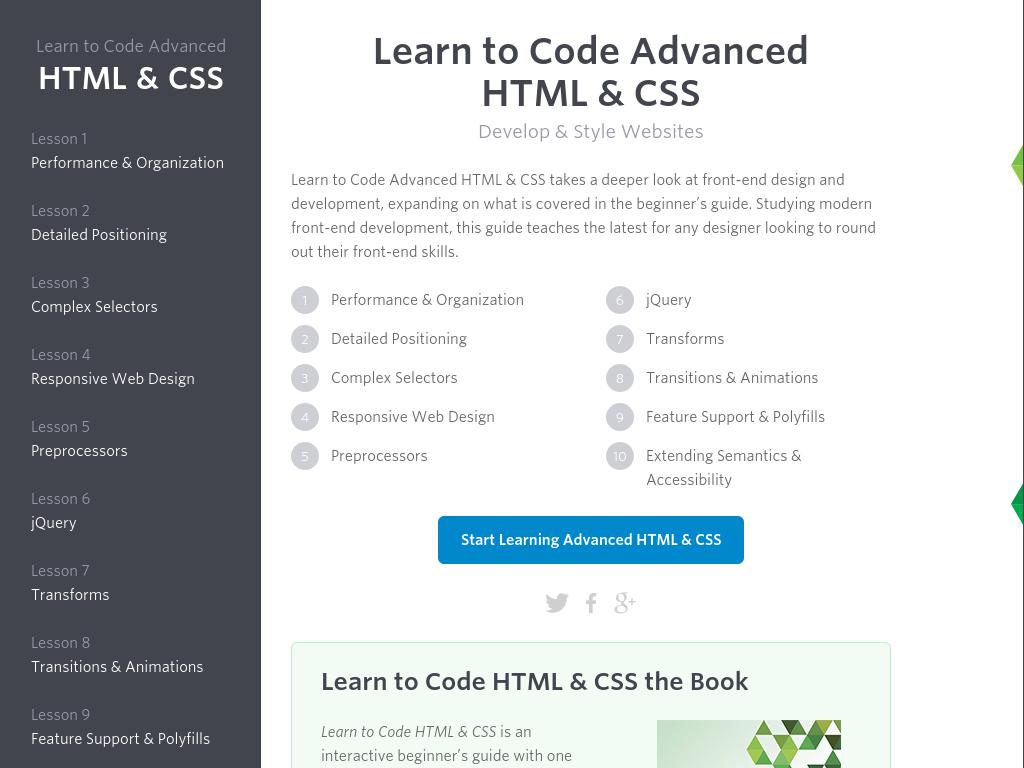 Learn to Code Advanced
HTML & CSS
Lesson 1
Performance & Organization
Lesson 2
Detailed Positioning
Lesson 3
Complex Selectors
Lesson 4
Responsive Web Design
Lesson 5
Preprocessors
Lesson 6
jQuery
Lesson 7
Transforms
Lesson 8
Transitions & Animations
Lesson 9
Feature Support & Polyfills
Learn to Code Advanced
HTML & CSS
Develop & Style Websites
Learn to Code Advanced HTML & CSS takes a deeper look at front-end design and
development, expanding on what is covered in the beginner’s guide. Studying modern
front-end development, this guide teaches the latest for any designer looking to round
out their front-end skills.
1 Performance & Organization
2 Detailed Positioning
3 Complex Selectors
4 Responsive Web Design
5 Preprocessors
6 jQuery
7 Transforms
8 Transitions & Animations
9 Feature Support & Polyfills
10 Extending Semantics &
Accessibility
Start Learning Advanced HTML & CSS
g+
Learn to Code HTML & CSS the Book
Learn to Code HTML & CSS is an
interactive beginner’s guide with one